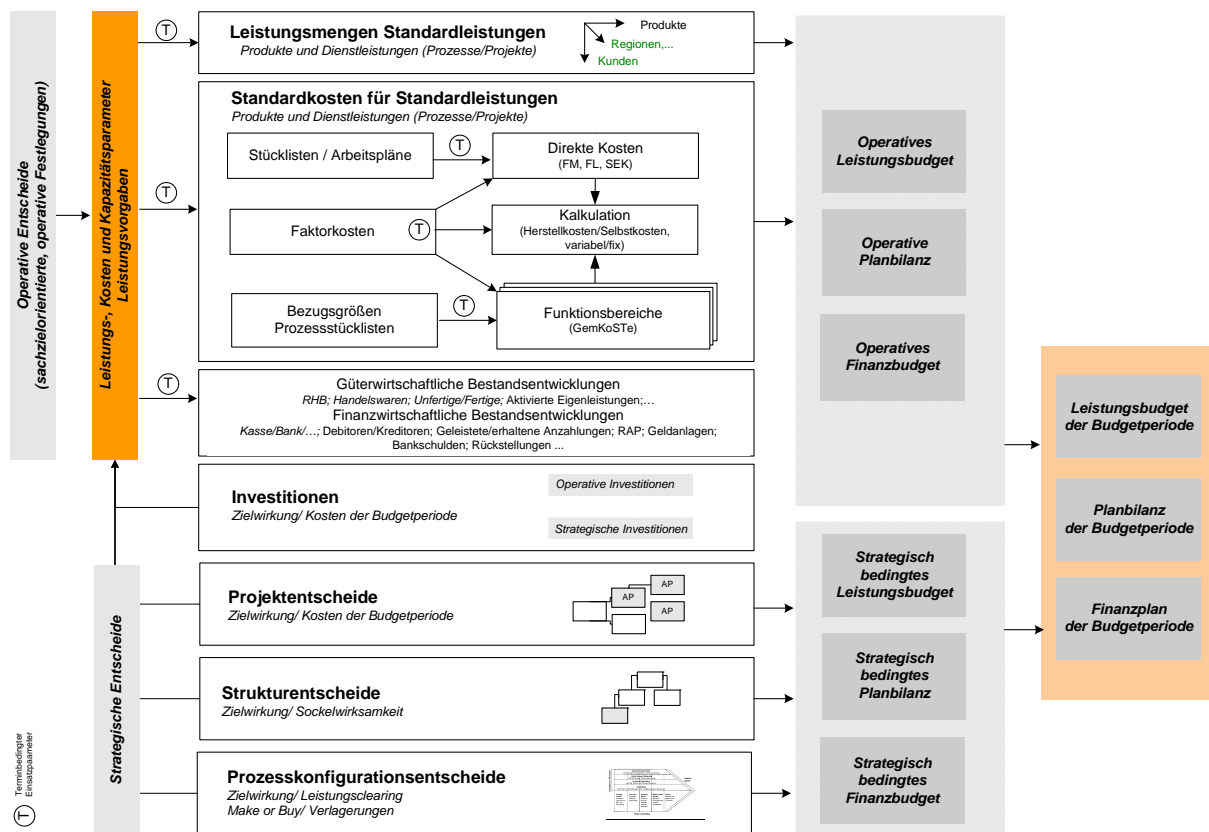 Operative Entscheide
(sachzielorientierte, operative Festlegungen)
Leistungs-, Kosten und Kapazitätsparameter
Leistungsvorgaben
T
Leistungsmengen Standardleistungen
Produkte und Dienstleistungen (Prozesse/Projekte)
Produkte
Regionen,...
Kunden
T
Standardkosten für Standardleistungen
Produkte und Dienstleistungen (Prozesse/Projekte)
Stücklisten / Arbeitspläne
T
Direkte Kosten
(FM, FL, SEK)
Faktorkosten
T
Kalkulation
(Herstellkosten/Selbstkosten,
variabel/fix)
Bezugsgrößen
Prozessstücklisten
T
Funktionsbereiche
(GemKoSTe)
T
Güterwirtschaftliche Bestandsentwicklungen
RHB; Handelswaren; Unfertige/Fertige; Aktivierte Eigenleistungen;...
Finanzwirtschaftliche Bestandsentwicklungen
Kasse/Bank/...; Debitoren/Kreditoren; Geleistete/erhaltene Anzahlungen; RAP; Geldanlagen;
Bankschulden; Rückstellungen ...
Investitionen
Zielwirkung/ Kosten der Budgetperiode
Operative Investitionen
Strategische Investitionen
Strategische Entscheide
Projektentscheide
Zielwirkung/ Kosten der Budgetperiode
AP
AP
AP
Strukturentscheide
Zielwirkung/ Sockelwirksamkeit
Prozesskonfigurationsentscheide
Zielwirkung/ Leistungsclearing
Make or Buy/ Verlagerungen
Operatives
Leistungsbudget
Operative
Planbilanz
Operatives
Finanzbudget
Strategisch
bedingtes
Leistungsbudget
Strategisch
bedingtes
Planbilanz
Strategisch
bedingtes
Finanzbudget
Leistungsbudget
der Budgetperiode
Planbilanz
der Budgetperiode
Finanzplan
der Budgetperiode
T
Terminbedingter
Einsatzpaameter